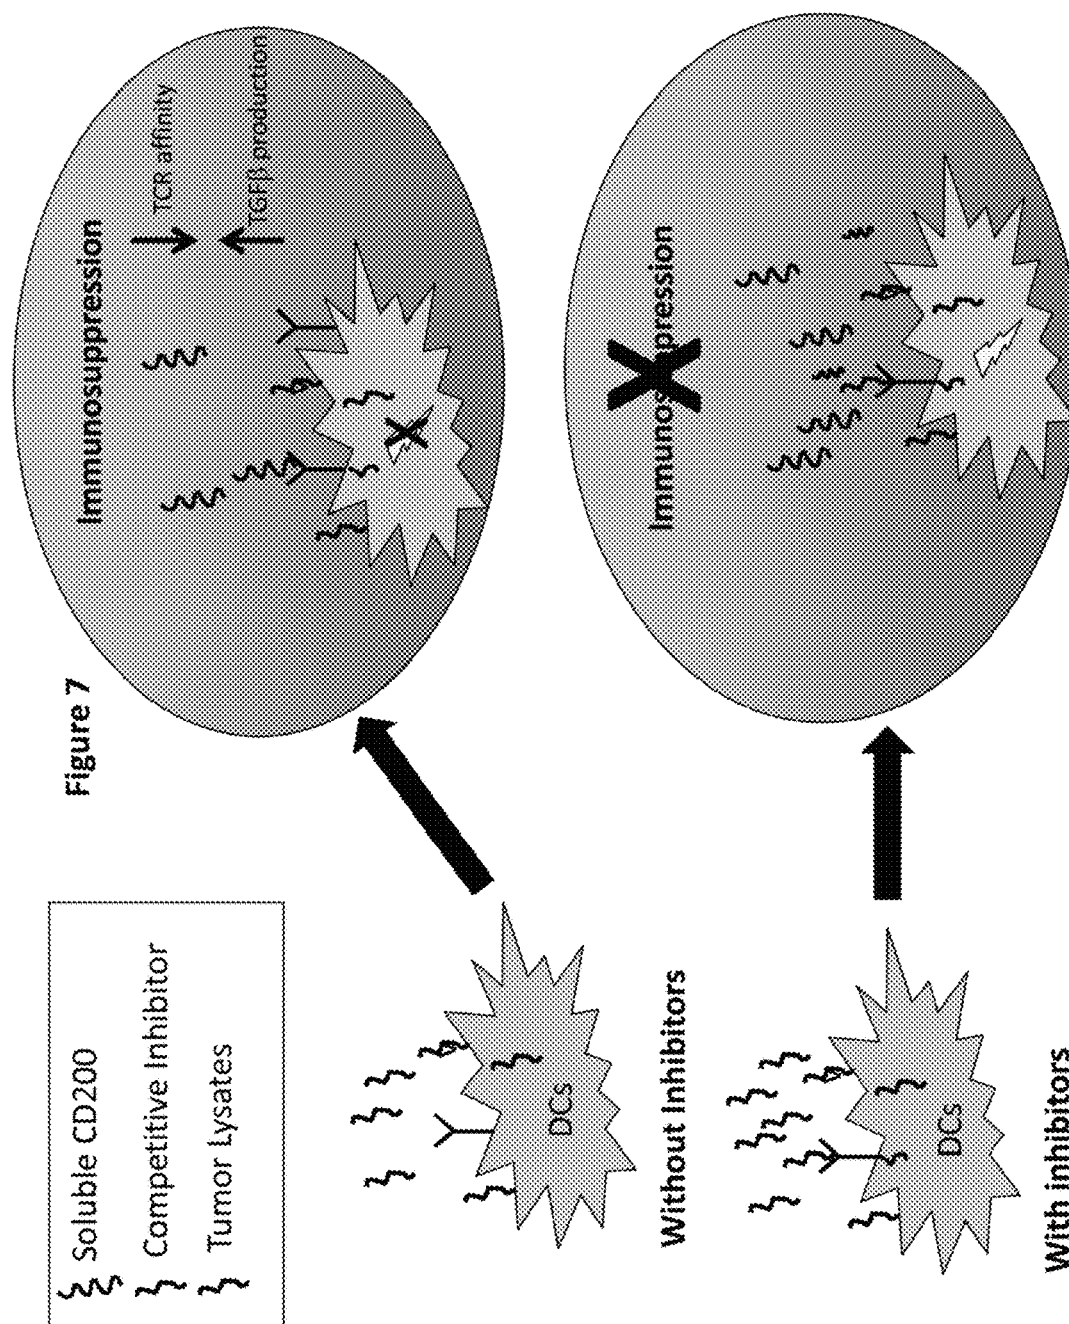 Figure 7
Soluble CD200
Competitive Inhibitor
Tumor Lysates
DCs
Without Inhibitors
Immunosuppression
TCR affinity
TGFβ production
DCs
With inhibitors
Immunosuppression